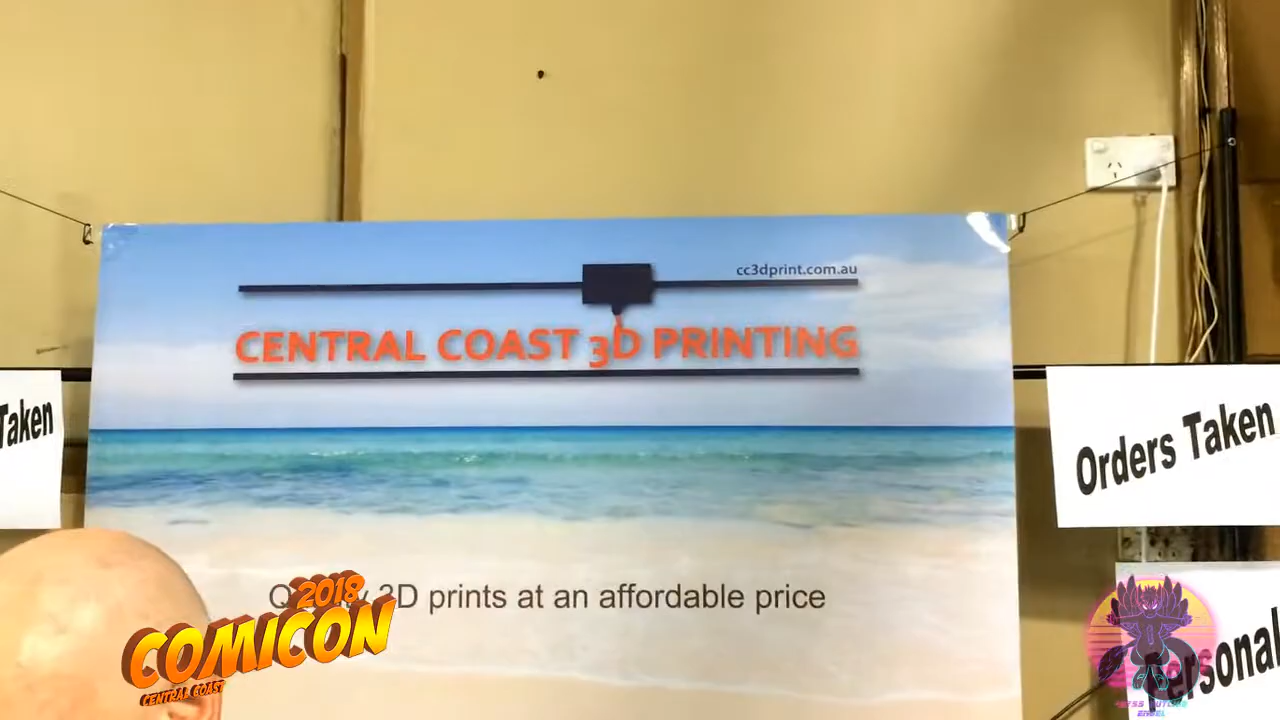 cc3dprint.com.au
CENTRAL COAST 3D PRINTING
Taken
Orders Taken
3D prints at an affordable price
2018
COMICON
CENTRAL COAST
Personal